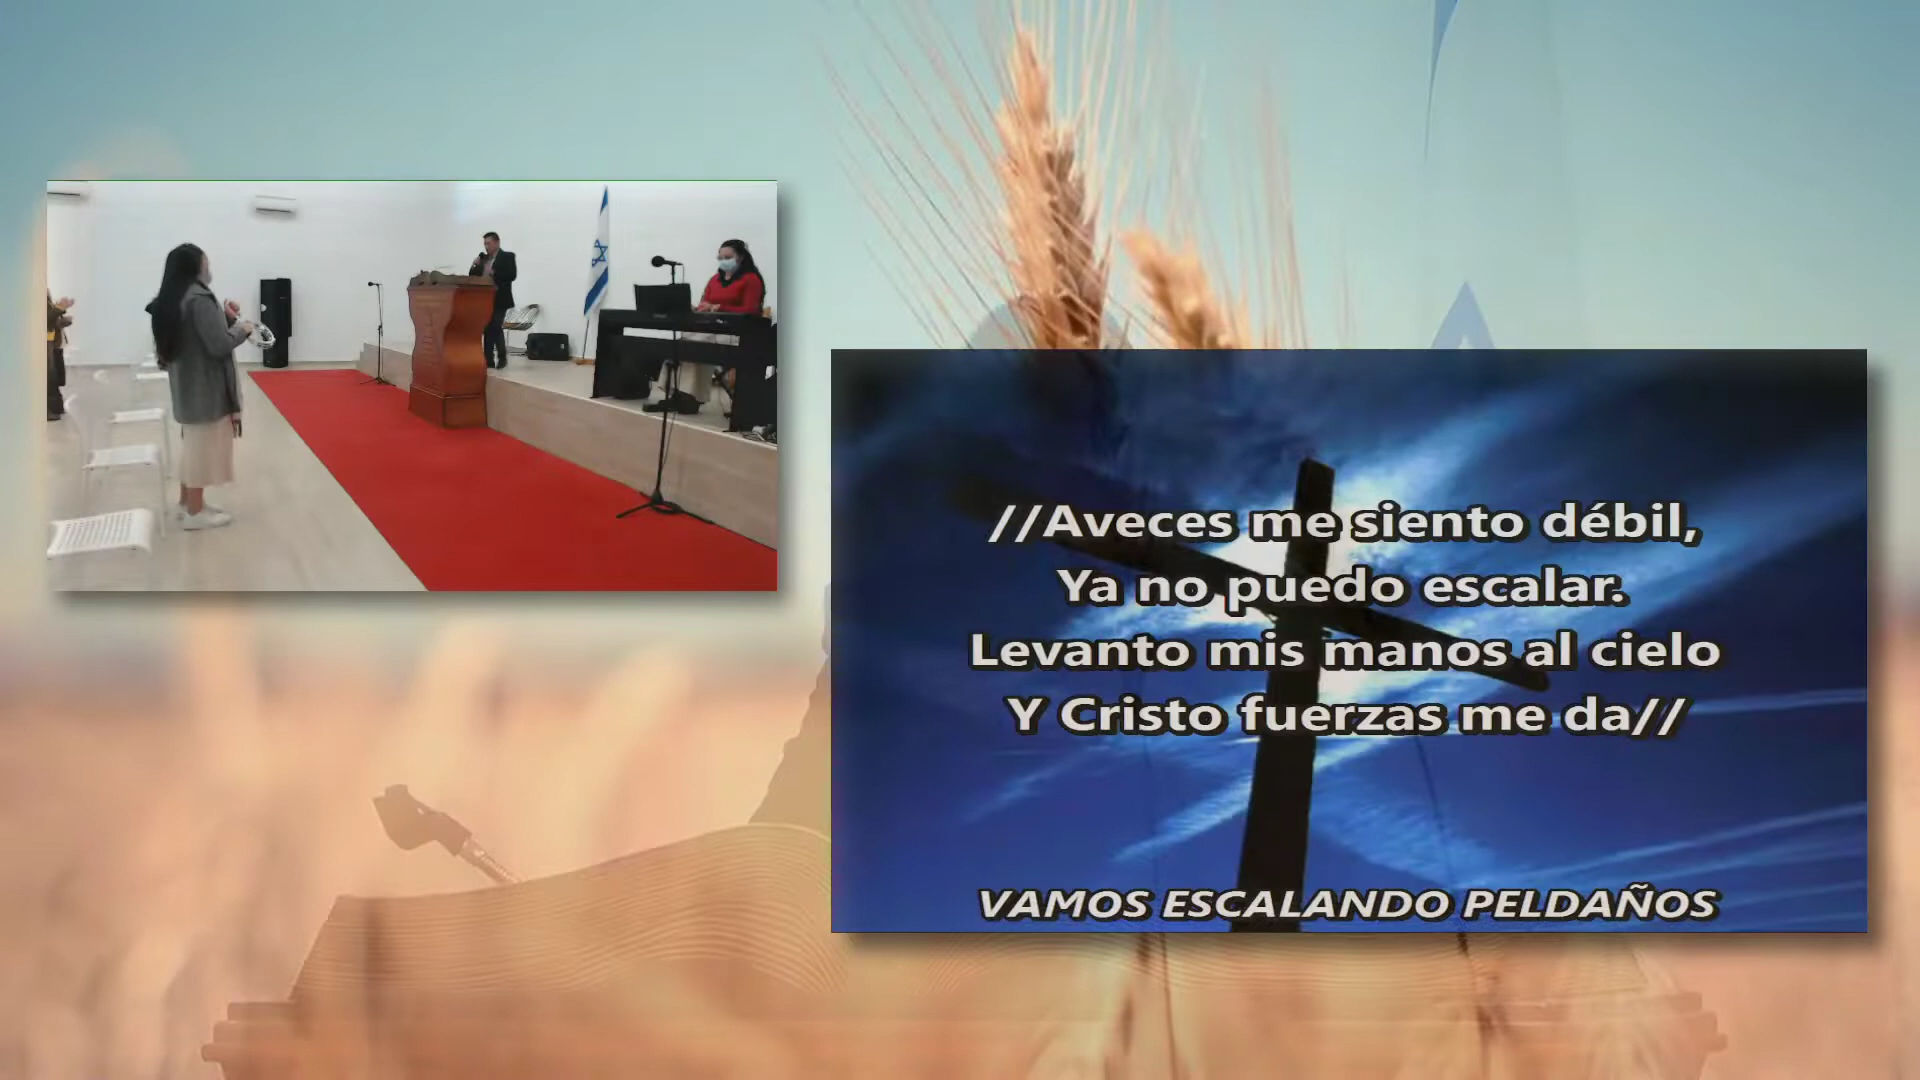 //Aveces me siento débil,
Ya no puedo escalar.
Levanto mis manos al cielo
Y Cristo fuerzas me da//
VAMOS ESCALANDO PELDAÑOS